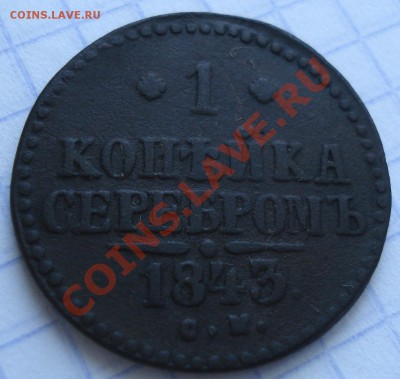 COINS.LAVE.RU
1
КОПѢЙКА
СЕРЕБРОМЪ
1843.
С. М.
COINS.LAVE.RU